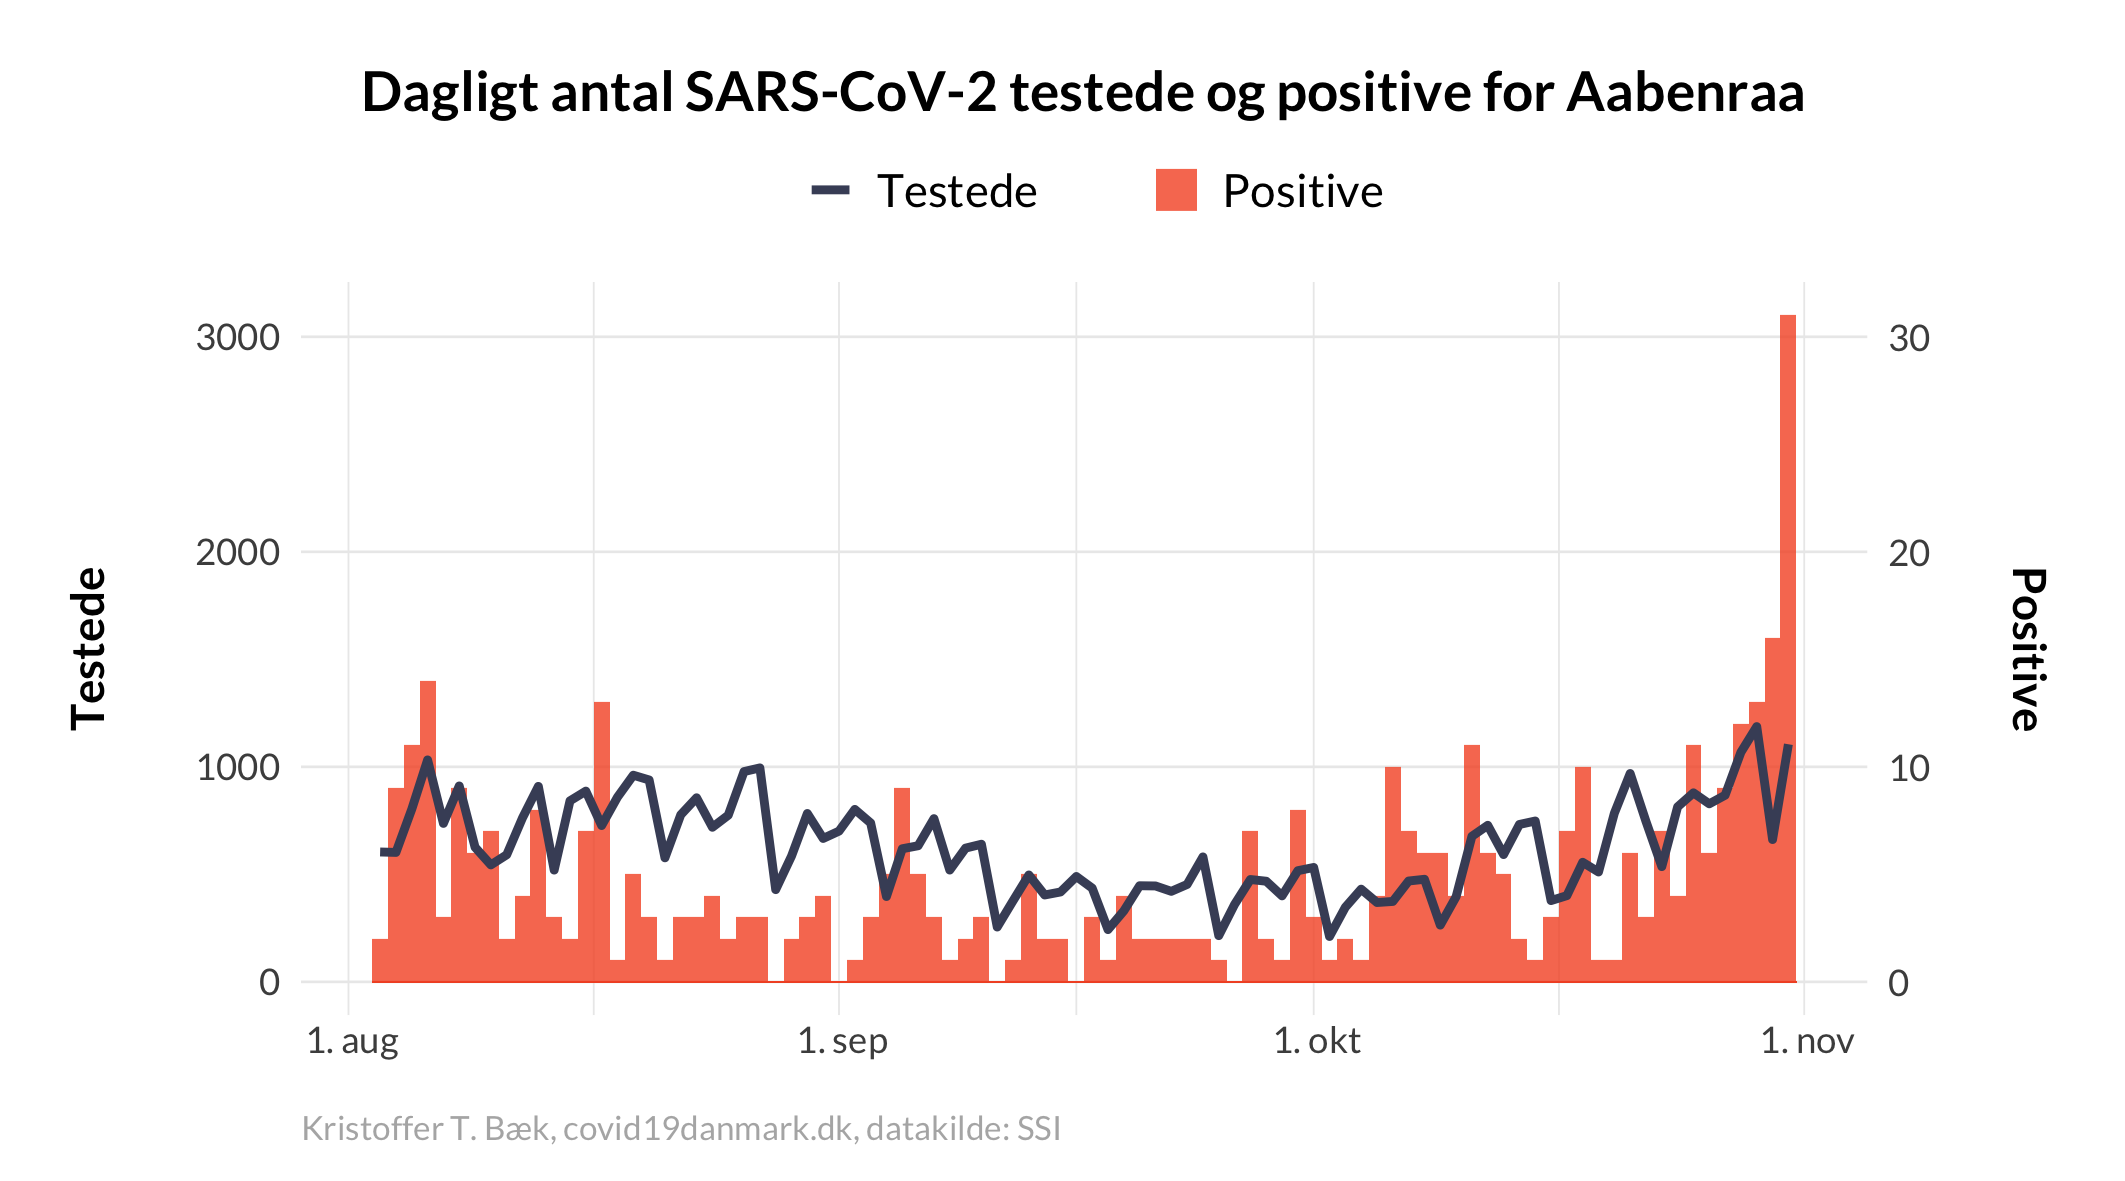 Dagligt antal SARS-CoV-2 testede og positive for Aabenraa
Testede
Positive
3000
2000
1000
0
30
20
10
0
Testede
Positive
1. aug
1. sep
1. okt
1. nov
Kristoffer T. Bæk, covid19danmark.dk, datakilde: SSI